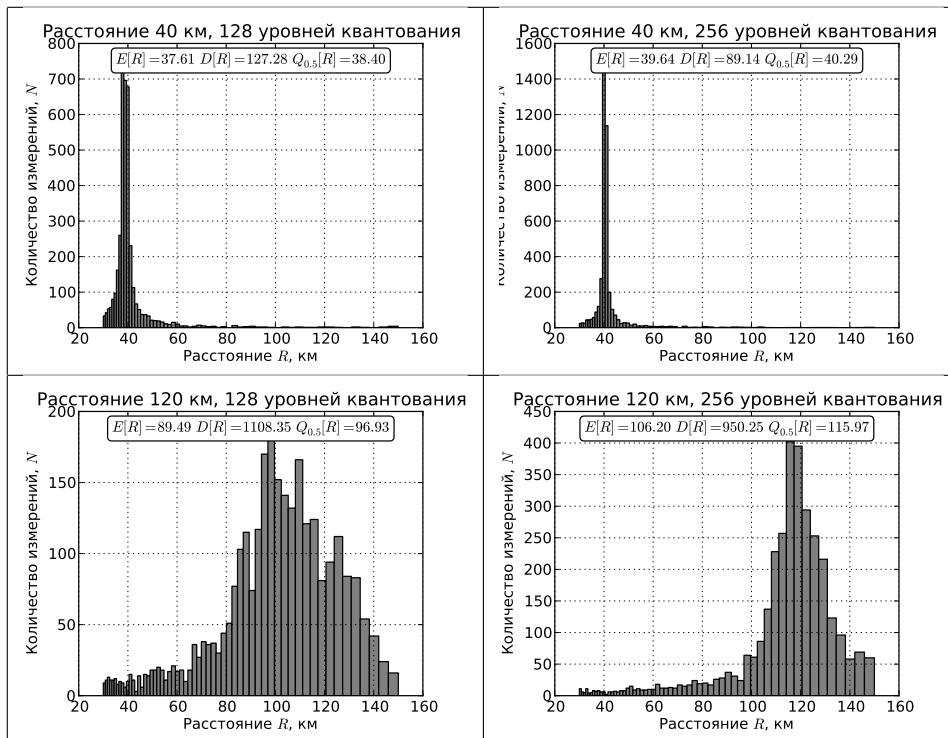 Расстояние 40 км, 128 уровней квантования
E[R]=37.61 D[R]=127.28 Q0.5[R]=38.40
Количество измерений, N
800
700
600
500
400
300
200
100
0
20 40 60 80 100 120 140 160
Расстояние R, км
Расстояние 40 км, 256 уровней квантования
E[R]=39.64 D[R]=89.14 Q0.5[R]=40.29
Количество измерений, N
1600
1400
1200
1000
800
600
400
200
0
20 40 60 80 100 120 140 160
Расстояние R, км
Расстояние 120 км, 128 уровней квантования
E[R]=89.49 D[R]=1108.35 Q0.5[R]=96.93
Количество измерений, N
200
150
100
50
0
20 40 60 80 100 120 140 160
Расстояние R, км
Расстояние 120 км, 256 уровней квантования
E[R]=106.20 D[R]=950.25 Q0.5[R]=115.97
Количество измерений, N
450
400
350
300
250
200
150
100
50
0
20 40 60 80 100 120 140 160
Расстояние R, км